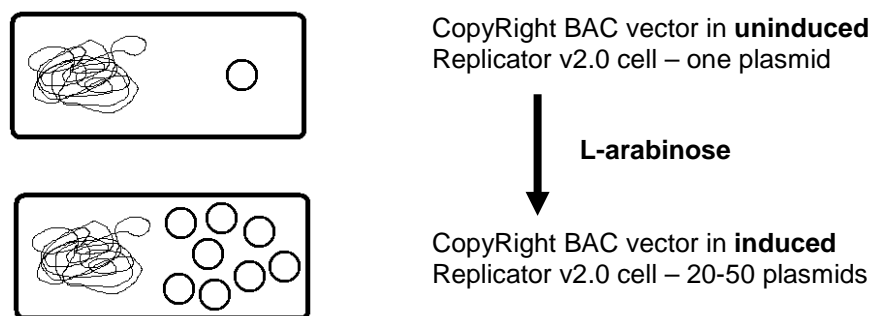 CopyRight BAC vector in uninduced
Replicator v2.0 cell – one plasmid
L-arabinose
CopyRight BAC vector in induced
Replicator v2.0 cell – 20-50 plasmids